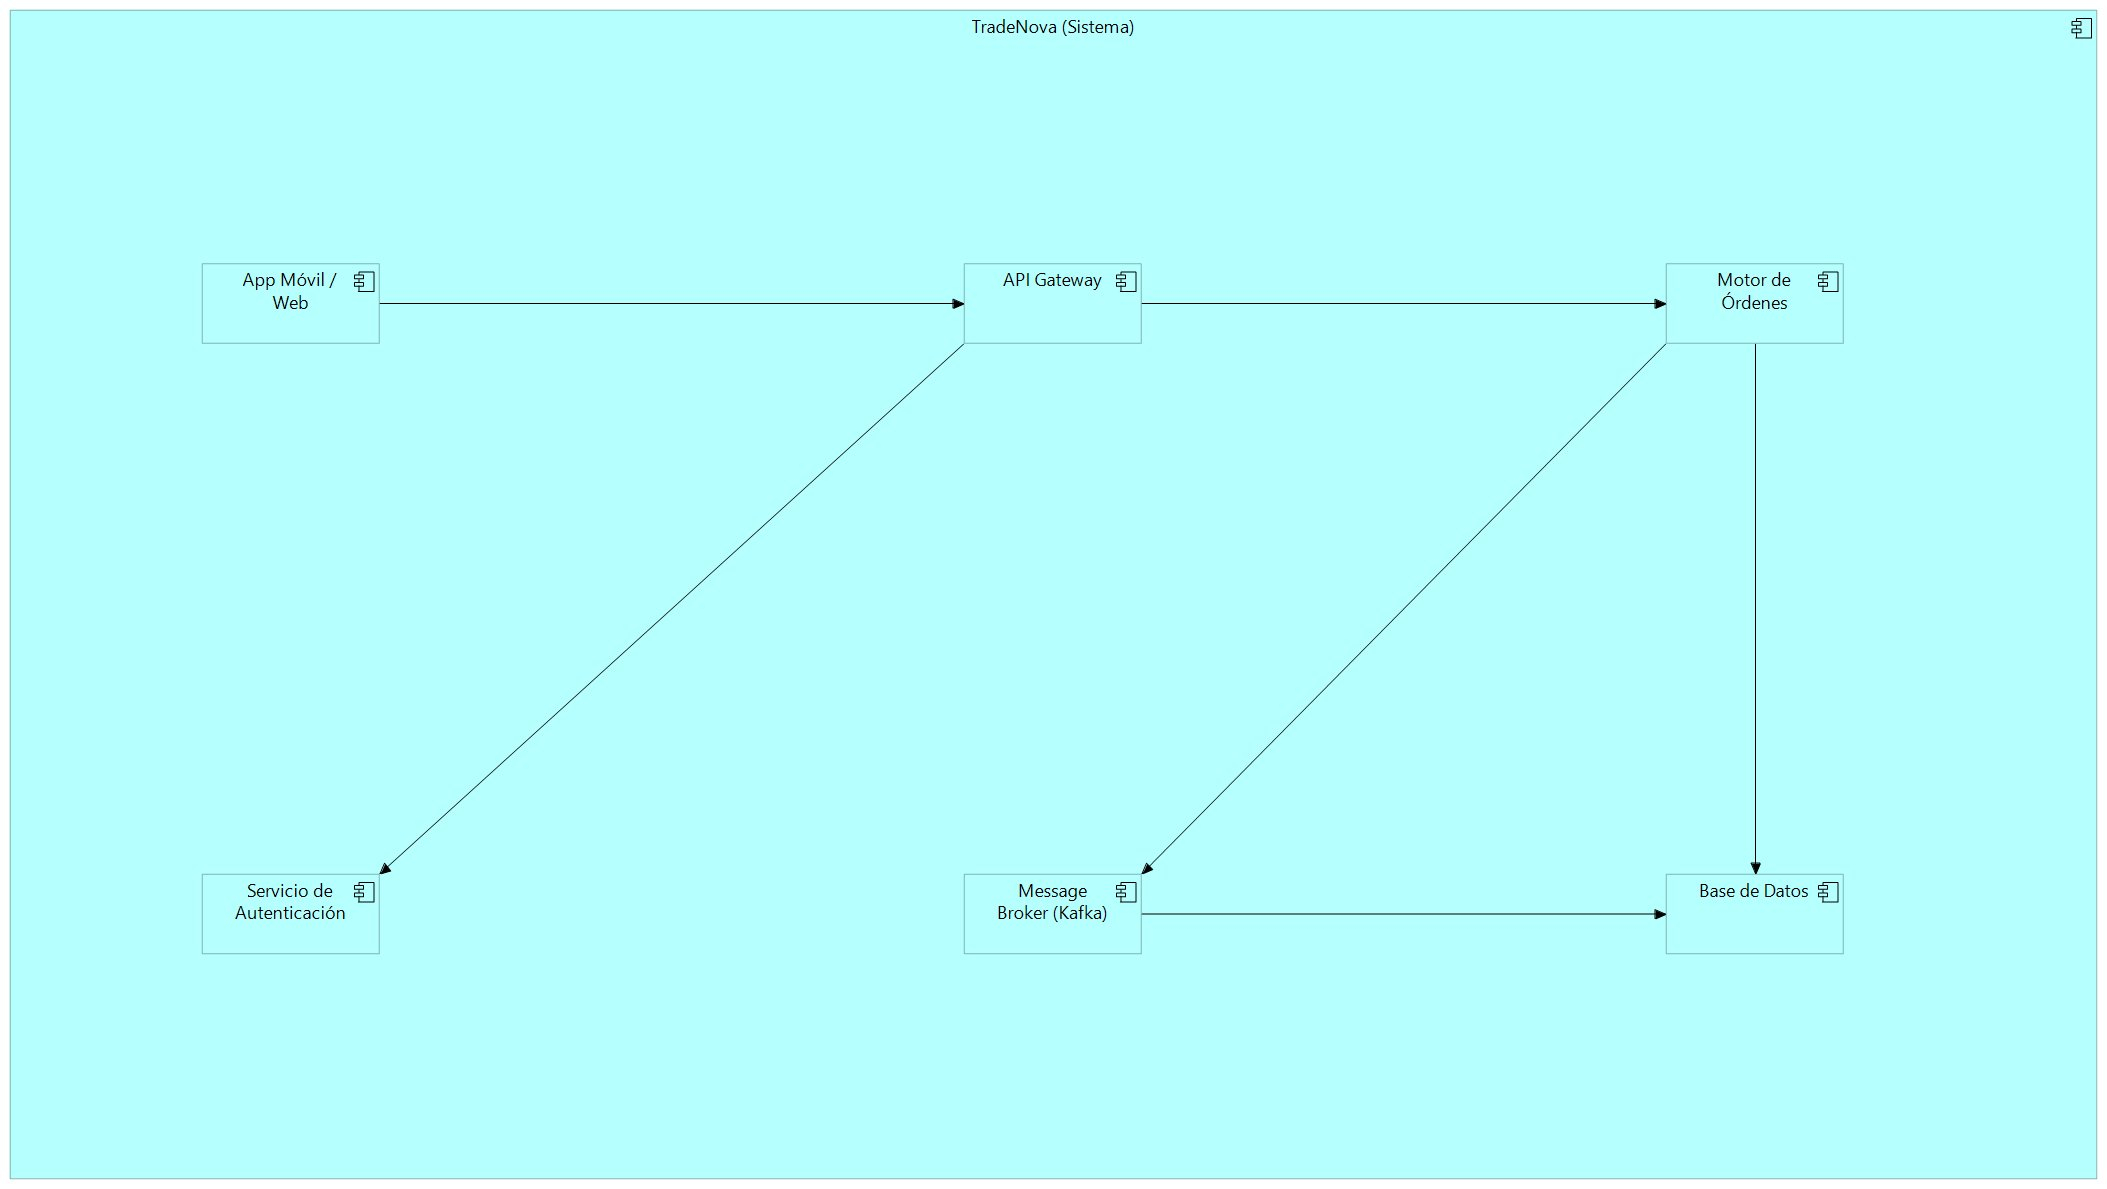 TradeNova (Sistema)
App Móvil /
Web
API Gateway
Motor de
Órdenes
Servicio de
Autenticación
Message
Broker (Kafka)
Base de Datos